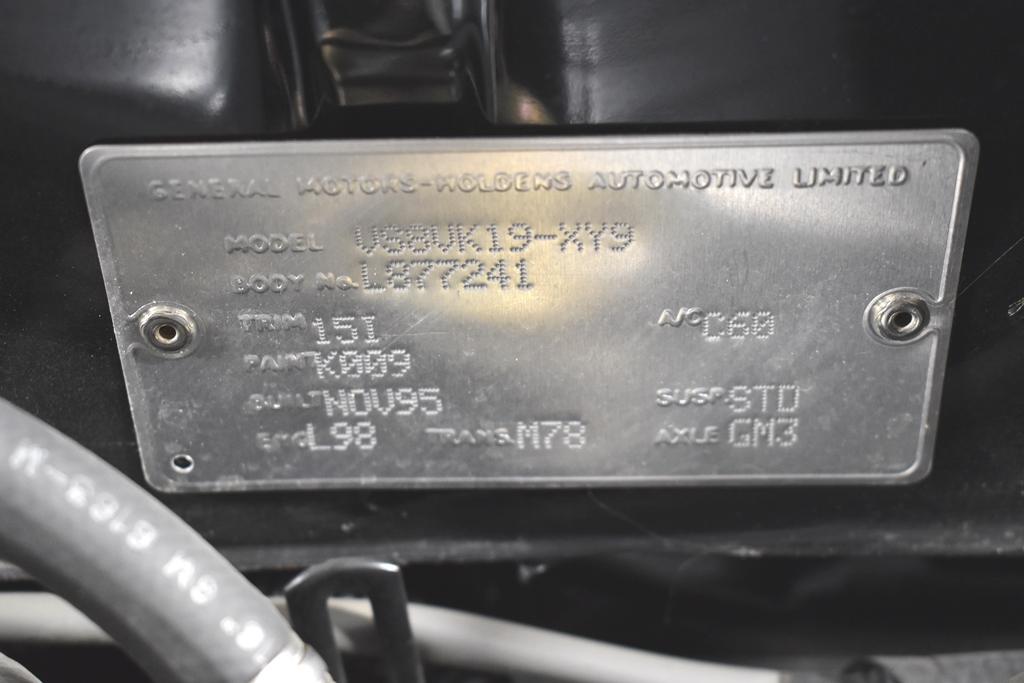 GENERAL MOTORS-HOLDENS AUTOMOTIVE LIMITED
MODEL VS8VK19-XY9
BODY No. L877241
TRIM 15I A/C C60
PAINT K009
BUILT NOV95 SUSP. STD
ENG L98 TRANS. M78 AXLE GM3